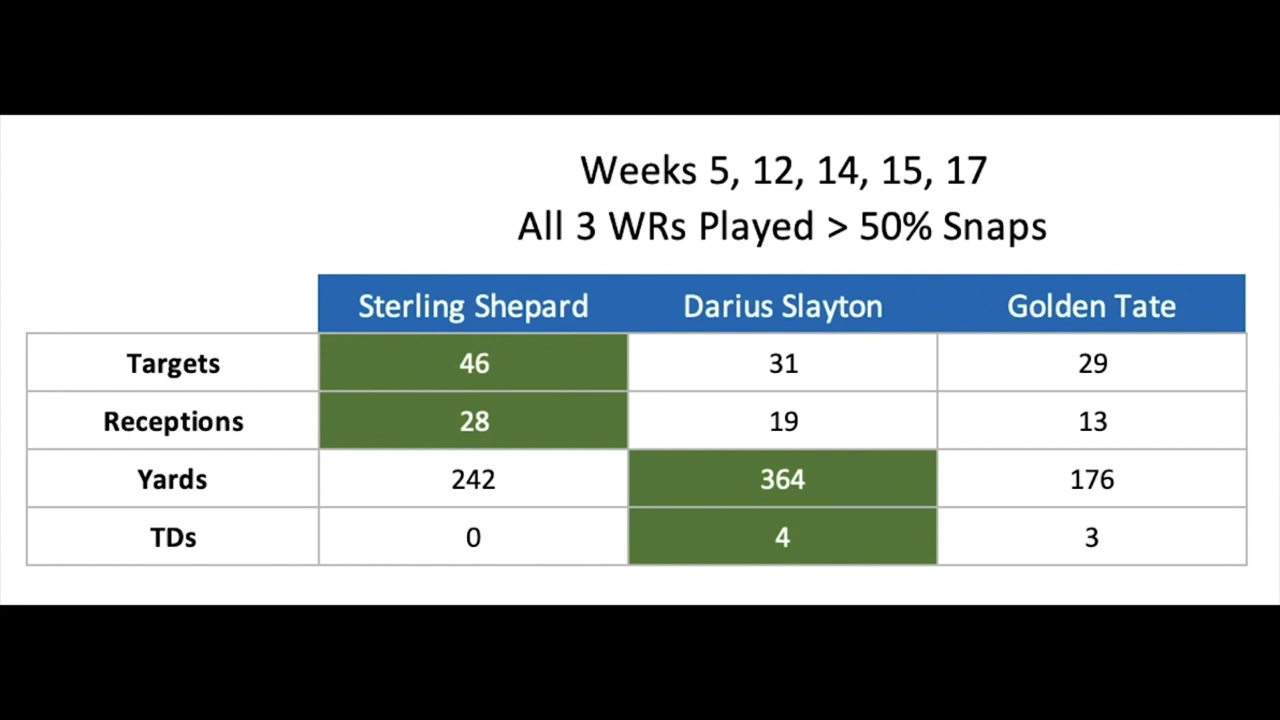 Weeks 5, 12, 14, 15, 17
All 3 WRs Played > 50% Snaps
Sterling Shepard Darius Slayton Golden Tate
Targets 46 31 29
Receptions 28 19 13
Yards 242 364 176
TDs 0 4 3